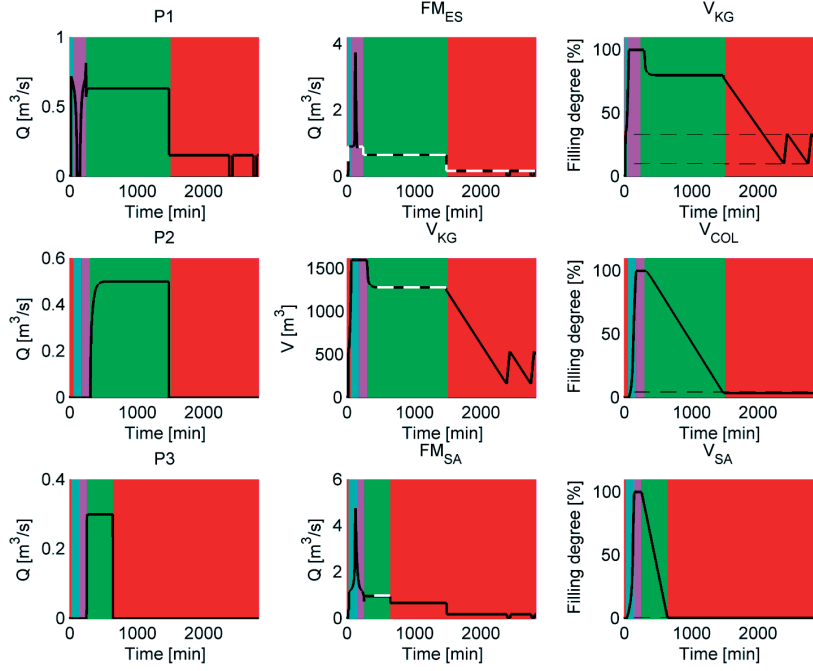 P1
Q [m³/s]
1
0.5
0
0 1000 2000
Time [min]
FM_ES
Q [m³/s]
4
2
0
0 1000 2000
Time [min]
V_KG
Filling degree [%]
100
50
0
0 1000 2000
Time [min]
P2
Q [m³/s]
0.6
0.4
0.2
0
0 1000 2000
Time [min]
V_KG
V [m³]
1500
1000
500
0
0 1000 2000
Time [min]
V_COL
Filling degree [%]
100
50
0
0 1000 2000
Time [min]
P3
Q [m³/s]
0.4
0.2
0
0 1000 2000
Time [min]
FM_SA
Q [m³/s]
6
4
2
0
0 1000 2000
Time [min]
V_SA
Filling degree [%]
100
50
0
0 1000 2000
Time [min]